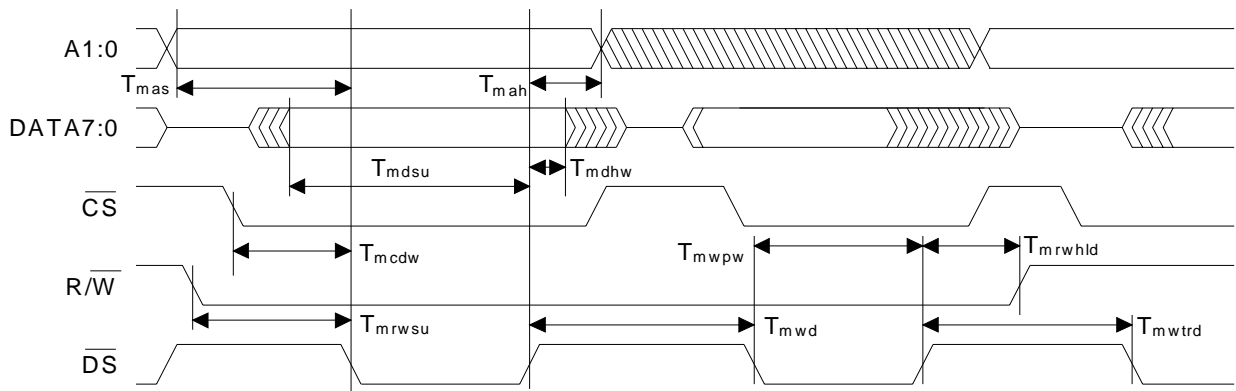 A1:0
Tmas
Tmah
DATA7:0
Tmdsu
Tmdhw
CS
Tmcdw
Tmwpw
Tmrwhld
R/W
Tmrwsu
Tmwd
Tmwtrd
DS